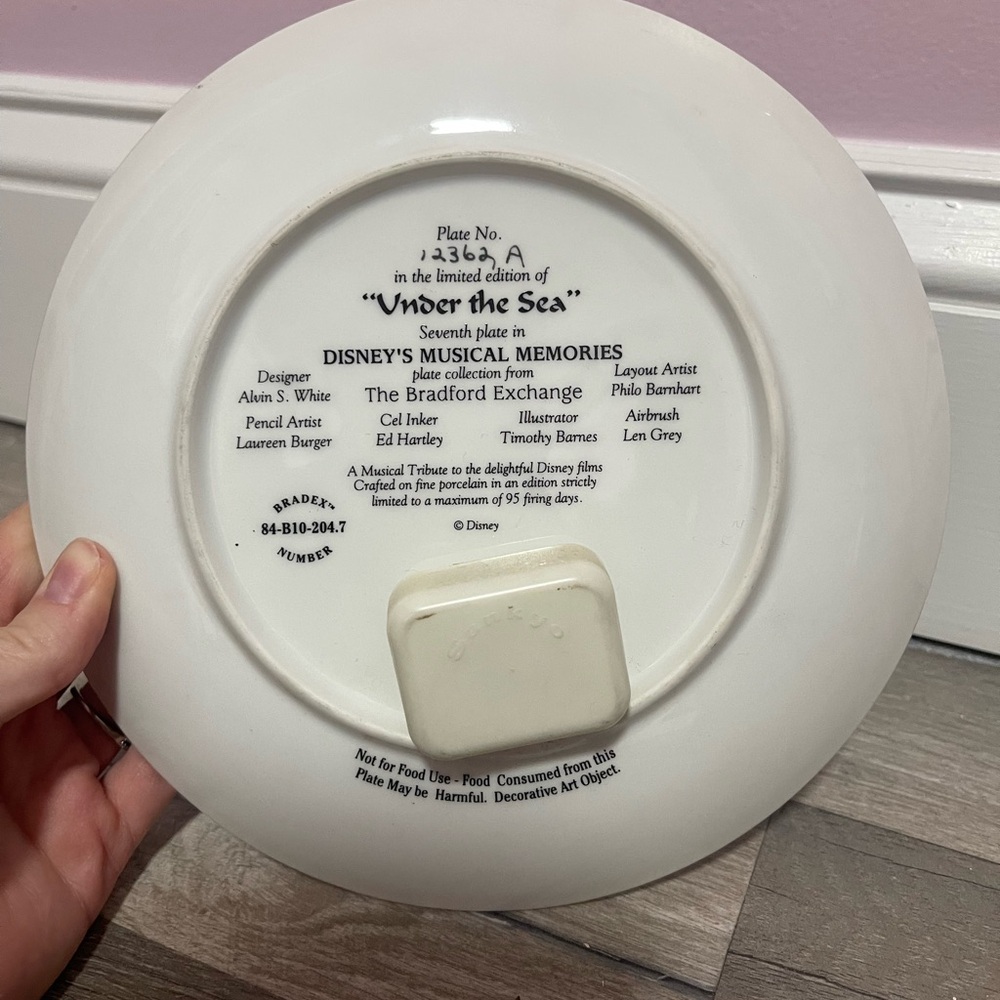 Plate No.
12362 A
in the limited edition of
"Under the Sea"
Seventh plate in
DISNEY'S MUSICAL MEMORIES
plate collection from
The Bradford Exchange
Designer
Alvin S. White
Layout Artist
Philo Barnhart
Pencil Artist
Laureen Burger
Cel Inker
Ed Hartley
Illustrator
Timothy Barnes
Airbrush
Len Grey
A Musical Tribute to the delightful Disney films
Crafted on fine porcelain in an edition strictly
limited to a maximum of 95 firing days.
© Disney
BRADEX™
84-B10-204.7
NUMBER
Sankyo
Not for Food Use - Food Consumed from this
Plate May be Harmful. Decorative Art Object.